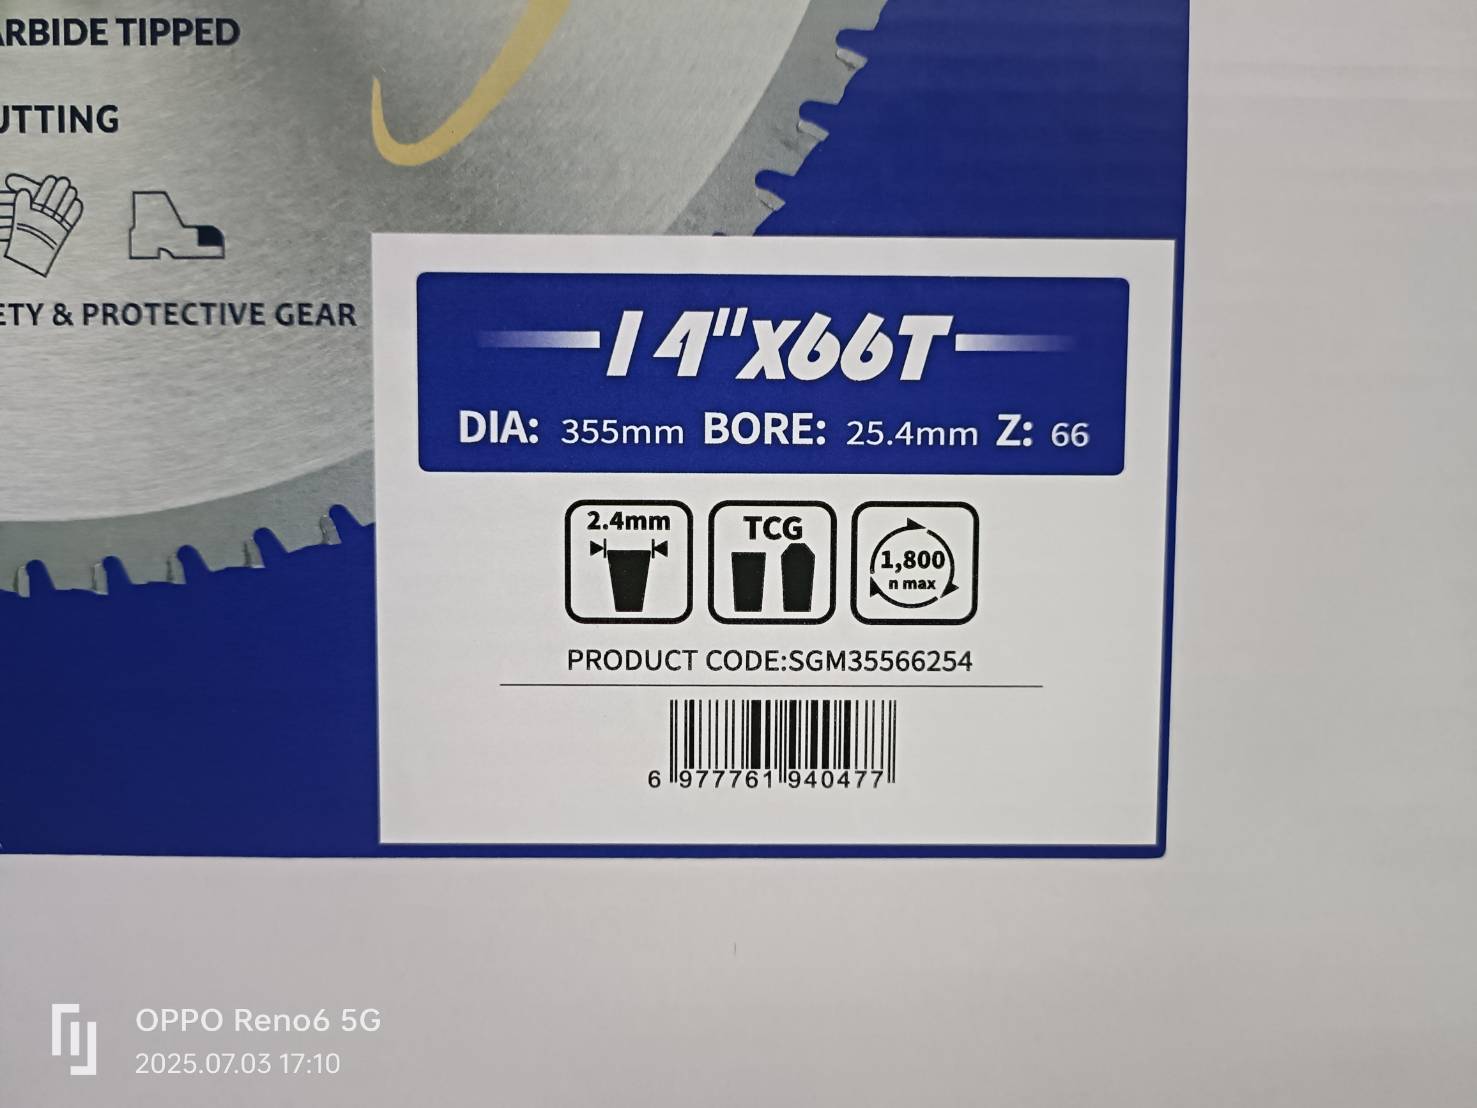 ARBIDE TIPPED
UTTING
ETY & PROTECTIVE GEAR
14"X66T
DIA: 355mm BORE: 25.4mm Z: 66
2.4mm
TCG
1,800
n max
PRODUCT CODE:SGM35566254
6 977761 940477
OPPO Reno6 5G
2025.07.03 17:10